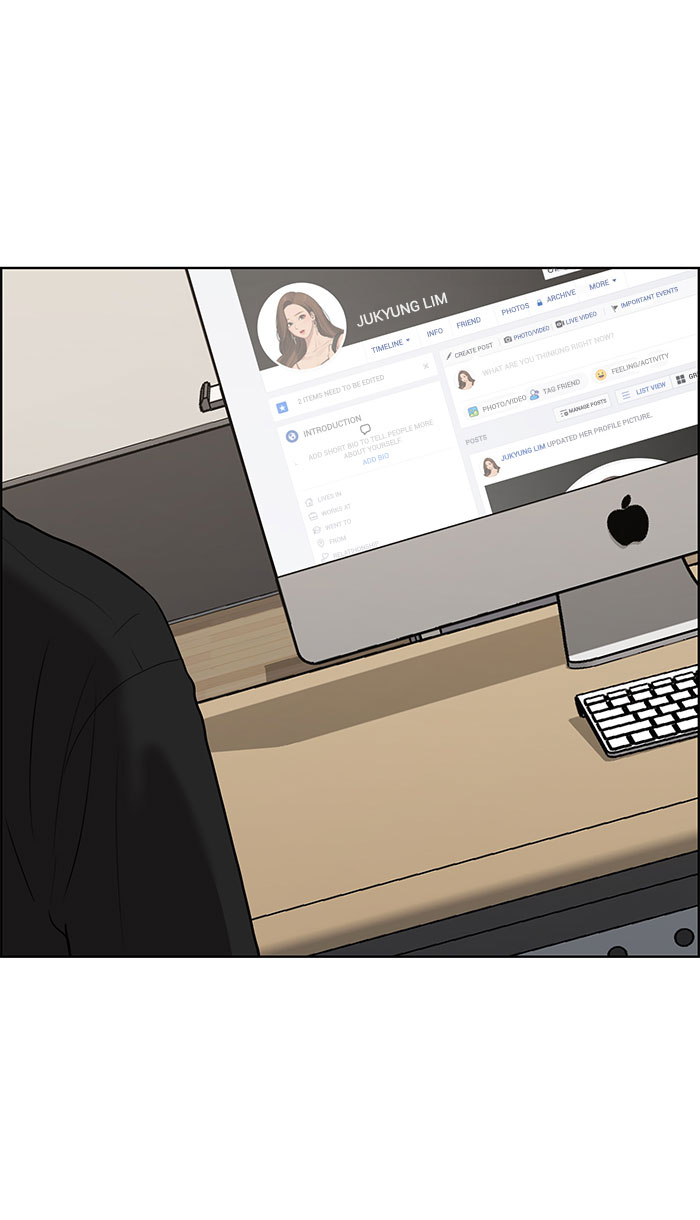 JUKYUNG LIM
TIMELINE INFO FRIEND PHOTOS ARCHIVE MORE
2 ITEMS NEED TO BE EDITED
INTRODUCTION
ADD SHORT BIO TO TELL PEOPLE MORE
ABOUT YOURSELF
ADD BIO
LIVES IN
WORKS AT
WENT TO
FROM
RELATIONSHIP
CREATE POST PHOTO/VIDEO LIVE VIDEO IMPORTANT EVENTS
WHAT ARE YOU THINKING RIGHT NOW?
PHOTO/VIDEO TAG FRIEND FEELING/ACTIVITY
POSTS MANAGE POSTS LIST VIEW
JUKYUNG LIM UPDATED HER PROFILE PICTURE.